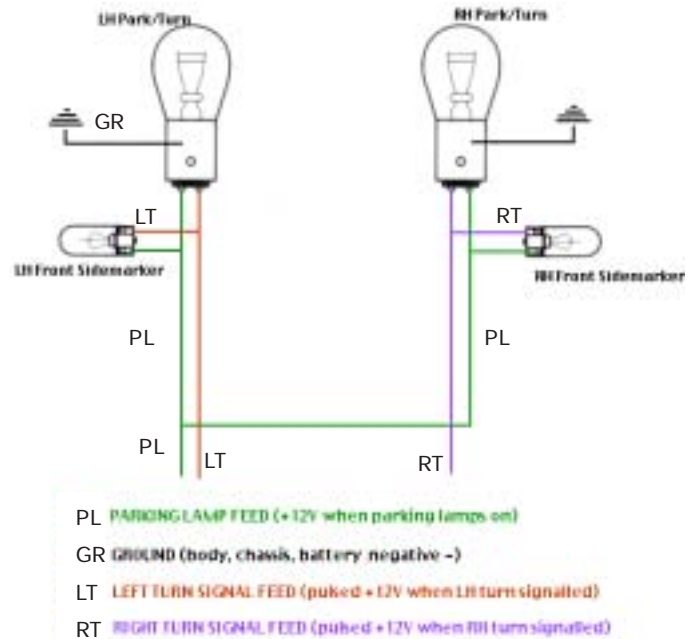 LH Park/Turn
RH Park/Turn
GR
LT
RT
LH Front Sidemarker
RH Front Sidemarker
PL
PL
PL
LT
RT
PL PARKING LAMP FEED (+12V when parking lamps on)
GR GROUND (body, chassis, battery negative -)
LT LEFT TURN SIGNAL FEED (pulsed +12V when LH turn signalled)
RT RIGHT TURN SIGNAL FEED (pulsed +12V when RH turn signalled)